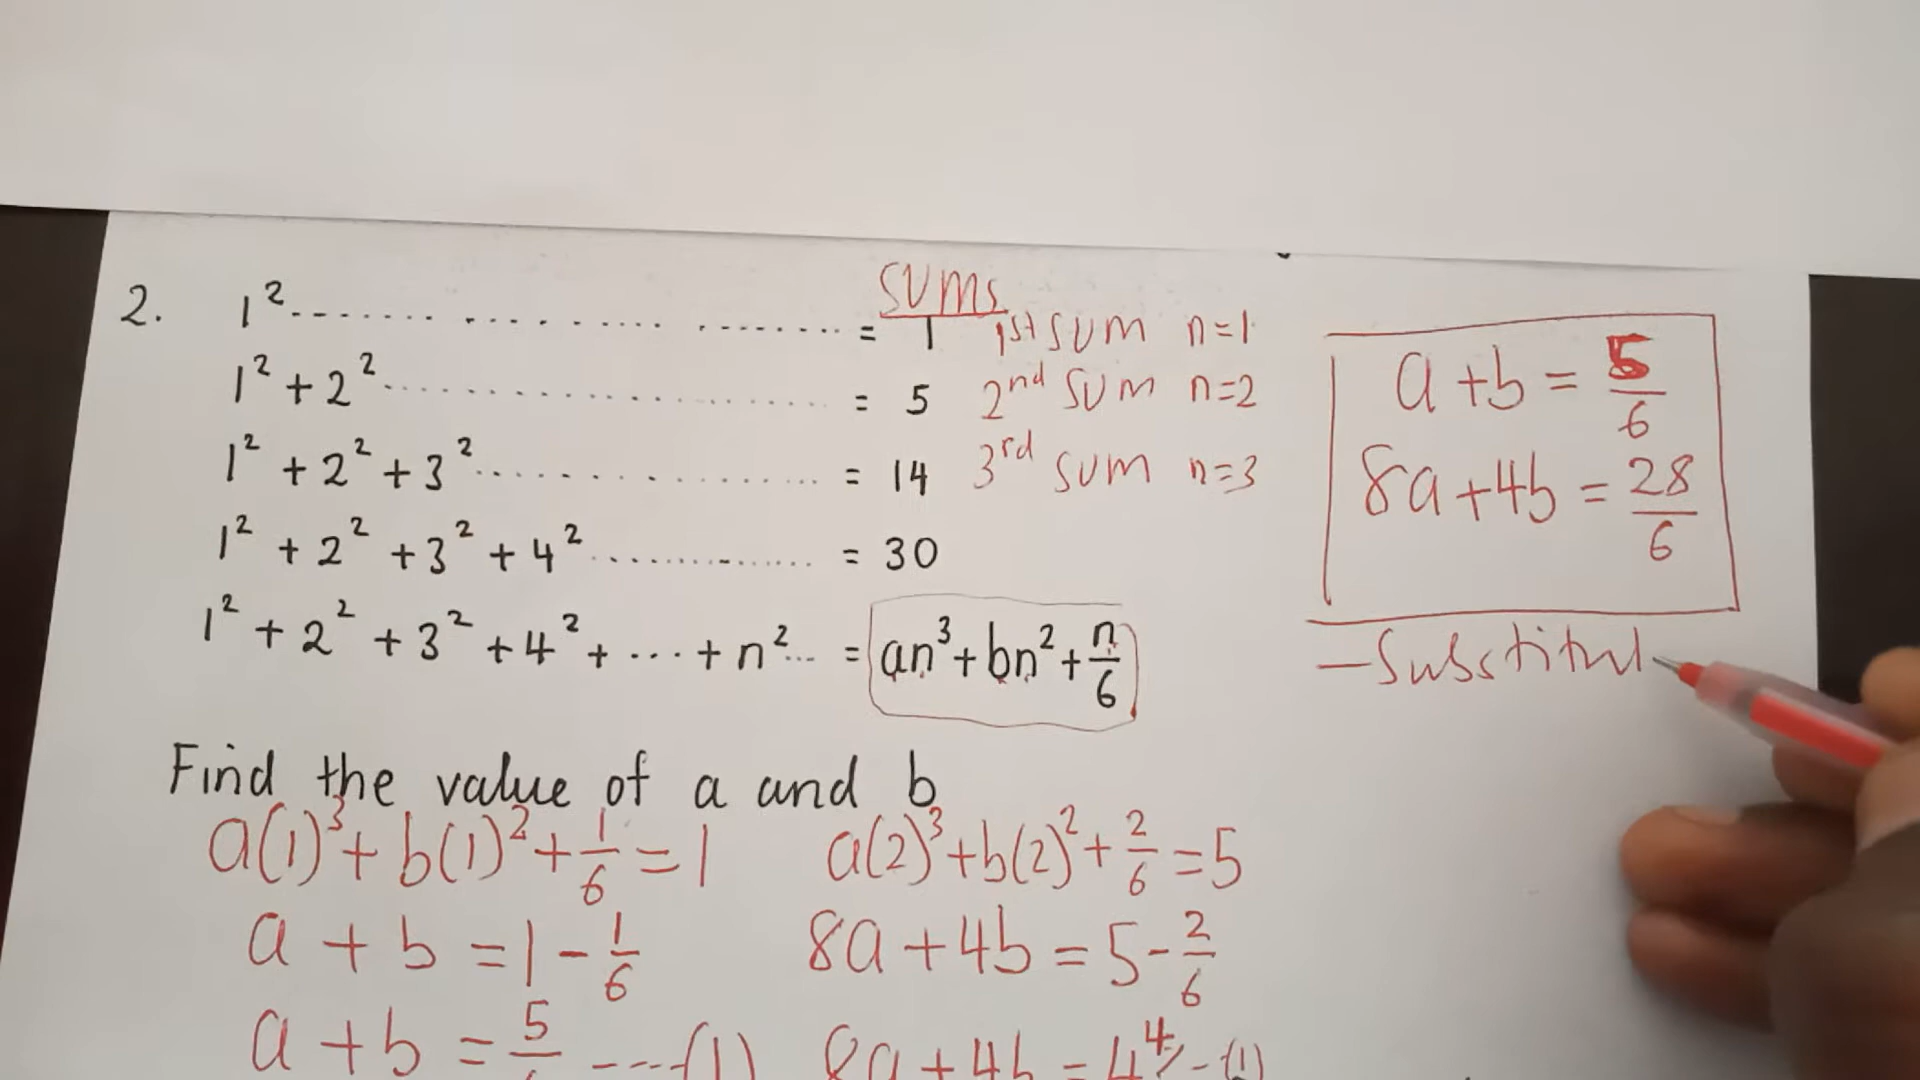 SUMS
2. 1² .................... = 1 1st sum n=1
1² + 2² .................... = 5 2nd sum n=2
1² + 2² + 3² .................... = 14 3rd sum n=3
1² + 2² + 3² + 4² .................... = 30
1² + 2² + 3² + 4² + ... + n² ... = an³ + bn² + n/6
Find the value of a and b
a(1)³ + b(1)² + 1/6 = 1
a + b = 1 - 1/6
a + b = 5/6 ---(1)
a(2)³ + b(2)² + 2/6 = 5
8a + 4b = 5 - 2/6
a + b = 5/6
8a + 4b = 28/6
— Substitut